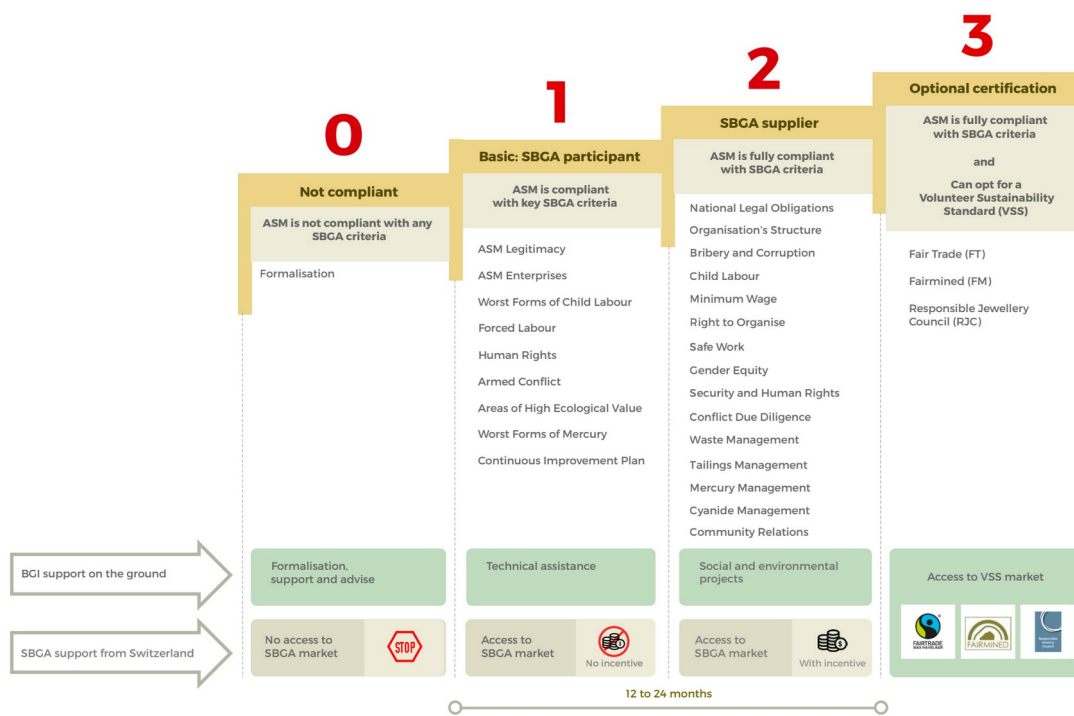 0
Not compliant
ASM is not compliant with any
SBGA criteria
Formalisation
1
Basic: SBGA participant
ASM is compliant
with key SBGA criteria
ASM Legitimacy
ASM Enterprises
Worst Forms of Child Labour
Forced Labour
Human Rights
Armed Conflict
Areas of High Ecological Value
Worst Forms of Mercury
Continuous Improvement Plan
2
SBGA supplier
ASM is fully compliant
with SBGA criteria
National Legal Obligations
Organisation's Structure
Bribery and Corruption
Child Labour
Minimum Wage
Right to Organise
Safe Work
Gender Equity
Security and Human Rights
Conflict Due Diligence
Waste Management
Tailings Management
Mercury Management
Cyanide Management
Community Relations
3
Optional certification
ASM is fully compliant
with SBGA criteria
and
Can opt for a
Volunteer Sustainability
Standard (VSS)
Fair Trade (FT)
Fairmined (FM)
Responsible Jewellery
Council (RJC)
BGI support on the ground
Formalisation,
support and advise
Technical assistance
Social and environmental
projects
Access to VSS market
SBGA support from Switzerland
No access to
SBGA market
STOP
Access to
SBGA market
No incentive
Access to
SBGA market
With incentive
FAIRTRADE
MAX HAVELAAR
FAIRMINED
Responsible
Jewellery
Council
12 to 24 months